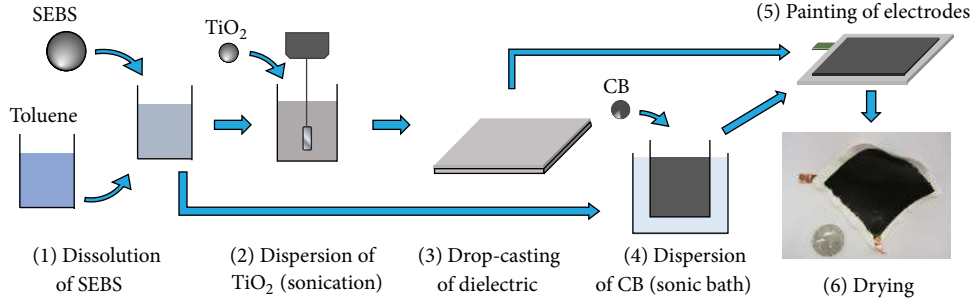 SEBS
Toluene
TiO₂
CB
(5) Painting of electrodes
(1) Dissolution
of SEBS
(2) Dispersion of
TiO₂ (sonication)
(3) Drop-casting
of dielectric
(4) Dispersion
of CB (sonic bath)
(6) Drying